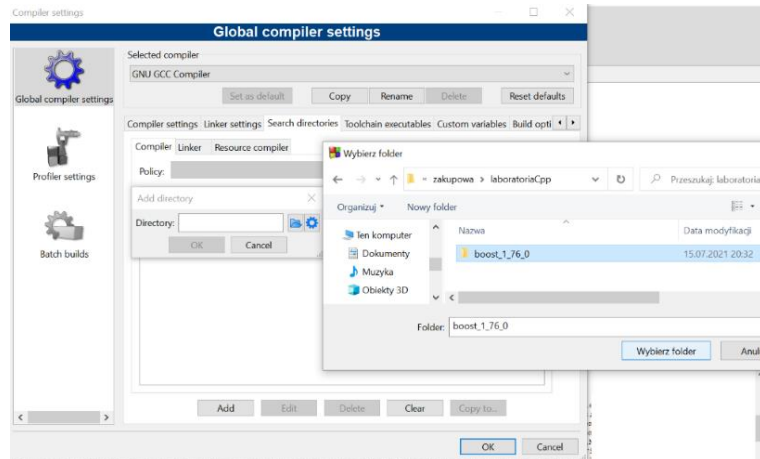 Compiler settings
Global compiler settings
Selected compiler
GNU GCC Compiler
Set as default Copy Rename Delete Reset defaults
Global compiler settings
Profiler settings
Batch builds
Compiler settings Linker settings Search directories Toolchain executables Custom variables Build opti
Compiler Linker Resource compiler
Policy:
Add directory
Directory:
OK Cancel
Wybierz folder
« zakupowa > laboratoriaCpp
Przeszukaj: laboratoria
Organizuj Nowy folder
Ten komputer
Dokumenty
Muzyka
Obiekty 3D
Nazwa Data modyfikacji
boost_1_76_0 15.07.2021 20:32
Folder: boost_1_76_0
Wybierz folder Anul
Add Edit Delete Clear Copy to...
OK Cancel